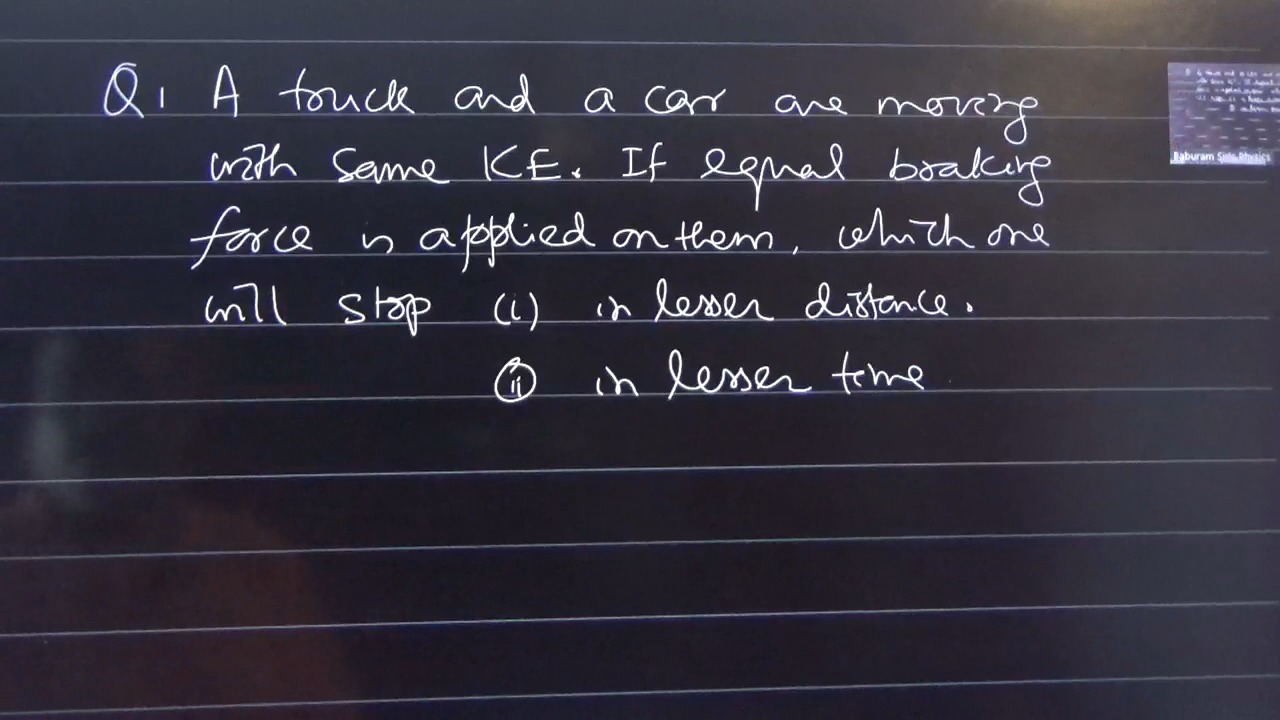 Q1 A truck and a car are moving
with same KE. If equal braking
force is applied on them, which one
will stop (i) in lesser distance.
(ii) in lesser time
Baburam Sir's Physics